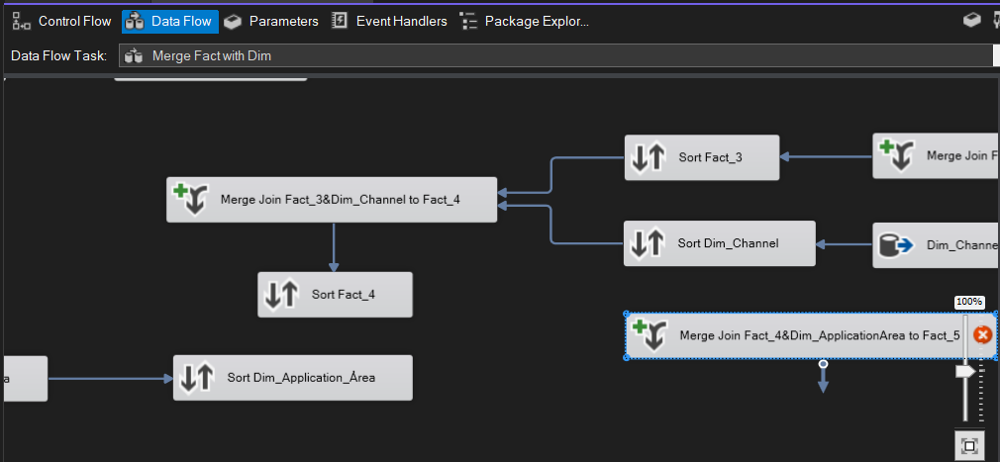 Control Flow Data Flow Parameters Event Handlers Package Explor...
Data Flow Task: Merge Fact with Dim
Sort Fact_3
Merge Join F
Merge Join Fact_3&Dim_Channel to Fact_4
Sort Dim_Channel
Dim_Channe
Sort Fact_4
100%
Merge Join Fact_4&Dim_ApplicationArea to Fact_5
a
Sort Dim_Application_Area